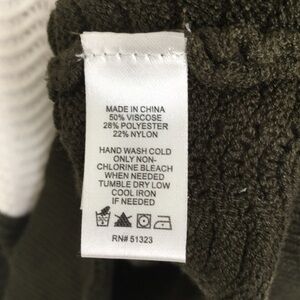 MADE IN CHINA
50% VISCOSE
28% POLYESTER
22% NYLON
HAND WASH COLD
ONLY NON-
CHLORINE BLEACH
WHEN NEEDED
TUMBLE DRY LOW
COOL IRON
IF NEEDED
RN# 51323